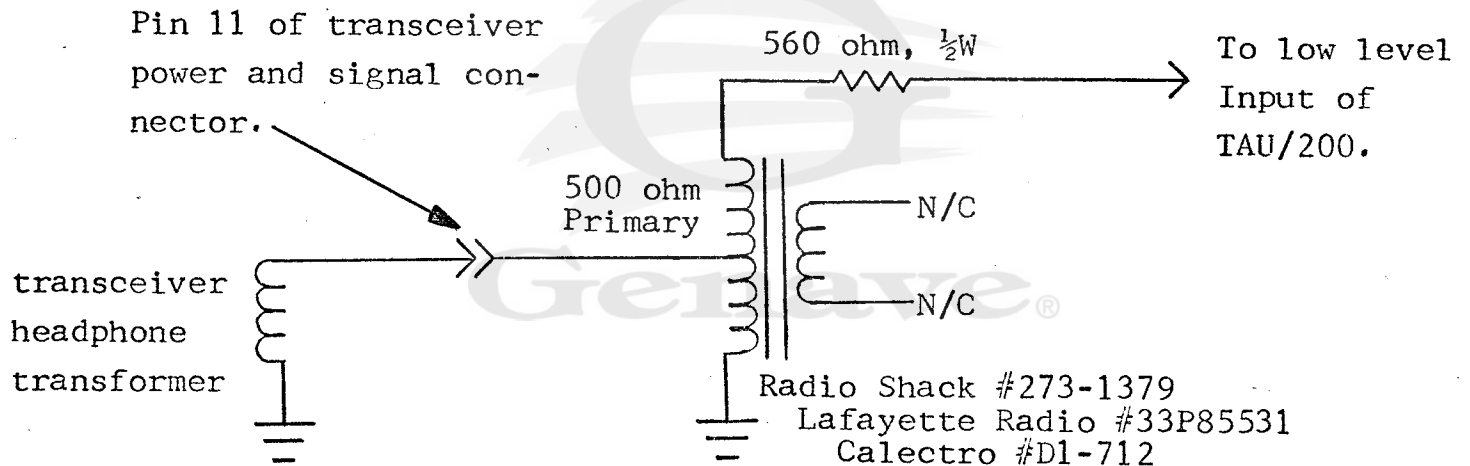 Pin 11 of transceiver
power and signal con-
nector.
560 ohm, ½W
To low level
Input of
TAU/200.
500 ohm
Primary
N/C
N/C
transceiver
headphone
transformer
Genave®
Radio Shack #273-1379
Lafayette Radio #33P85531
Calectro #D1-712